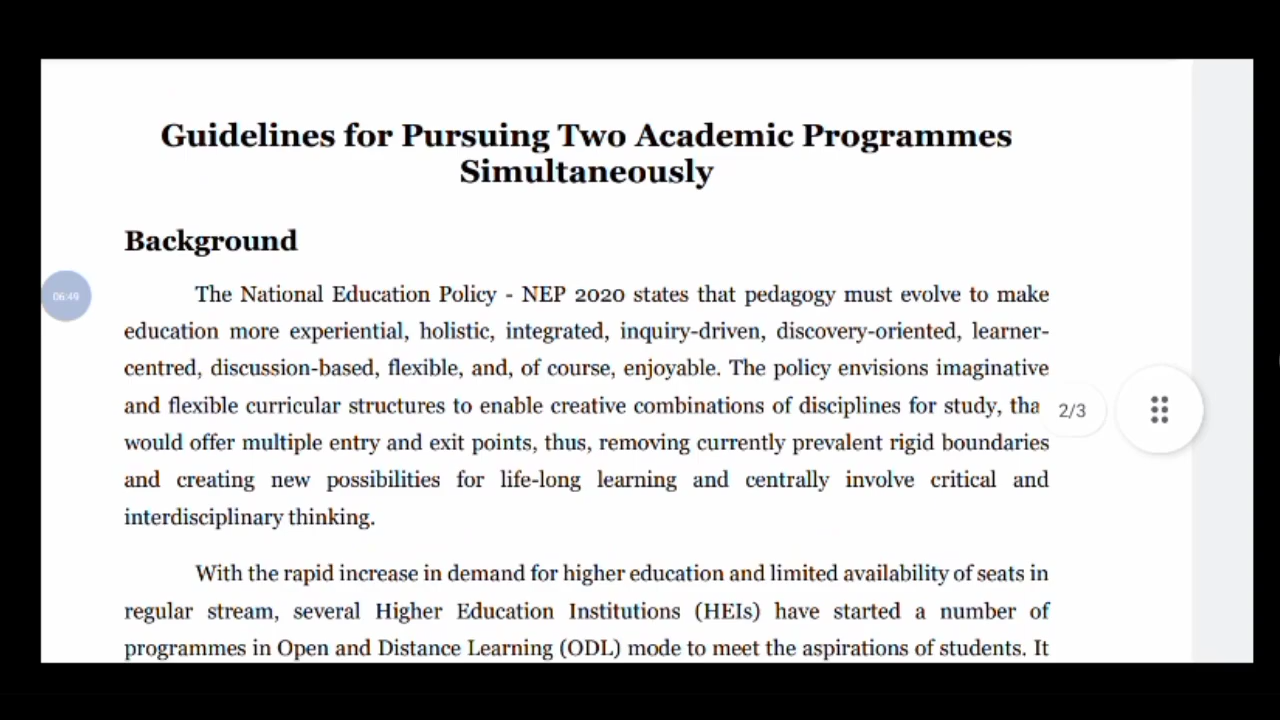 Guidelines for Pursuing Two Academic Programmes
Simultaneously
Background
06:49
The National Education Policy - NEP 2020 states that pedagogy must evolve to make
education more experiential, holistic, integrated, inquiry-driven, discovery-oriented, learner-
centred, discussion-based, flexible, and, of course, enjoyable. The policy envisions imaginative
and flexible curricular structures to enable creative combinations of disciplines for study, tha
2/3
would offer multiple entry and exit points, thus, removing currently prevalent rigid boundaries
and creating new possibilities for life-long learning and centrally involve critical and
interdisciplinary thinking.
With the rapid increase in demand for higher education and limited availability of seats in
regular stream, several Higher Education Institutions (HEIs) have started a number of
programmes in Open and Distance Learning (ODL) mode to meet the aspirations of students. It